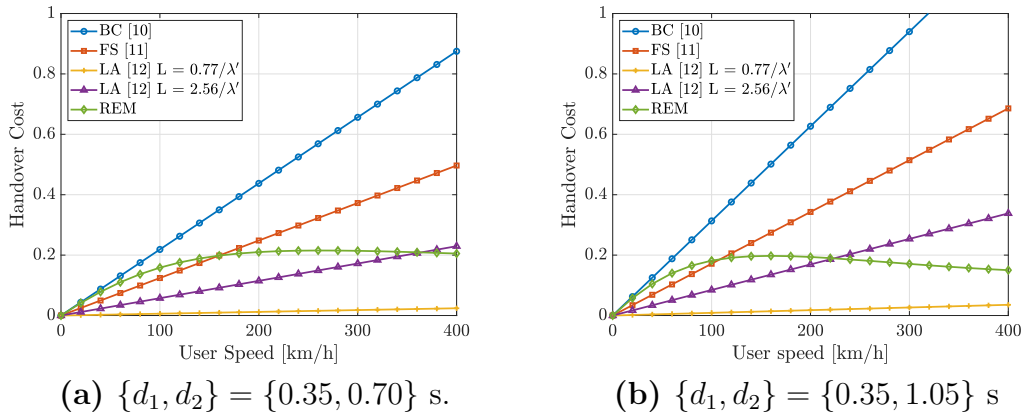 1
0.8
0.6
0.4
0.2
0
Handover Cost
BC [10]
FS [11]
LA [12] L = 0.77/λ′
LA [12] L = 2.56/λ′
REM
0 100 200 300 400
User Speed [km/h]
(a) {d₁, d₂} = {0.35, 0.70} s.
1
0.8
0.6
0.4
0.2
0
Handover Cost
BC [10]
FS [11]
LA [12] L = 0.77/λ′
LA [12] L = 2.56/λ′
REM
0 100 200 300 400
User speed [km/h]
(b) {d₁, d₂} = {0.35, 1.05} s